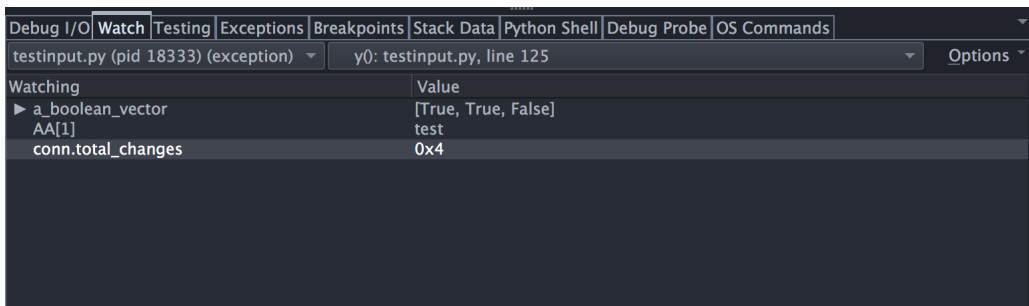 Debug I/O Watch Testing Exceptions Breakpoints Stack Data Python Shell Debug Probe OS Commands
testinput.py (pid 18333) (exception) y(): testinput.py, line 125 Options
Watching Value
a_boolean_vector [True, True, False]
AA[1] test
conn.total_changes 0x4